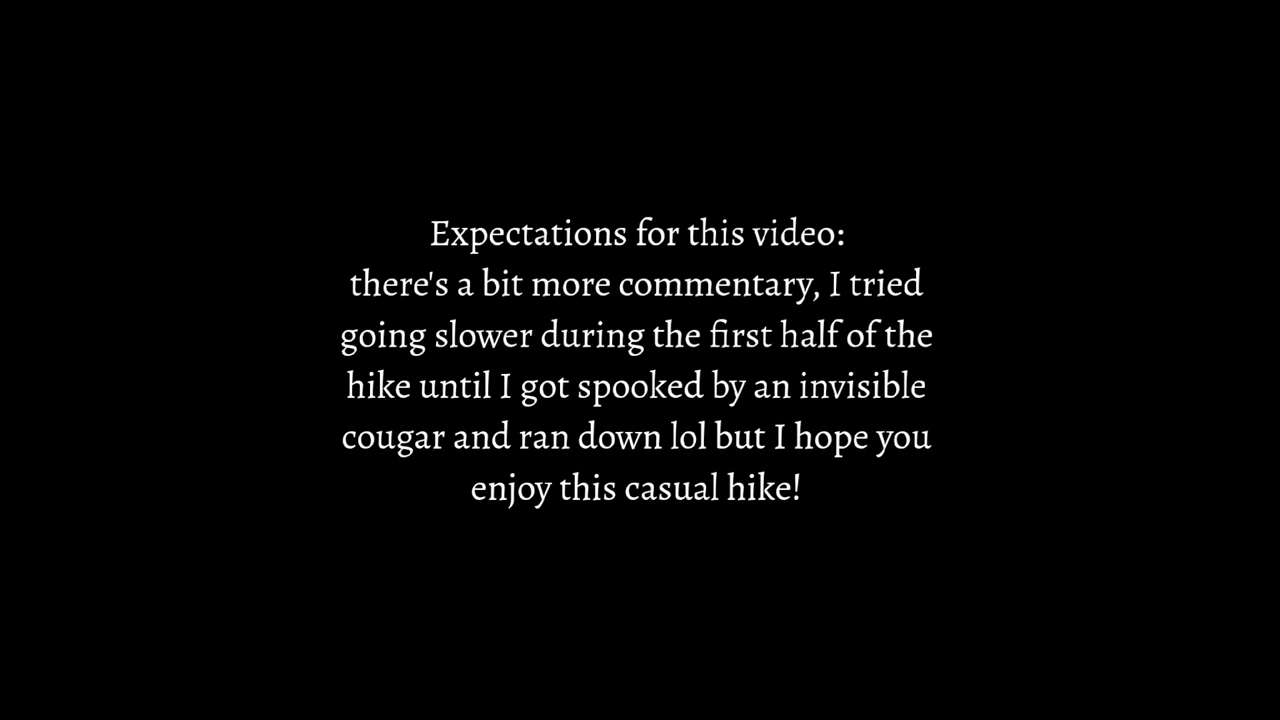 Expectations for this video:
there's a bit more commentary, I tried
going slower during the first half of the
hike until I got spooked by an invisible
cougar and ran down lol but I hope you
enjoy this casual hike!